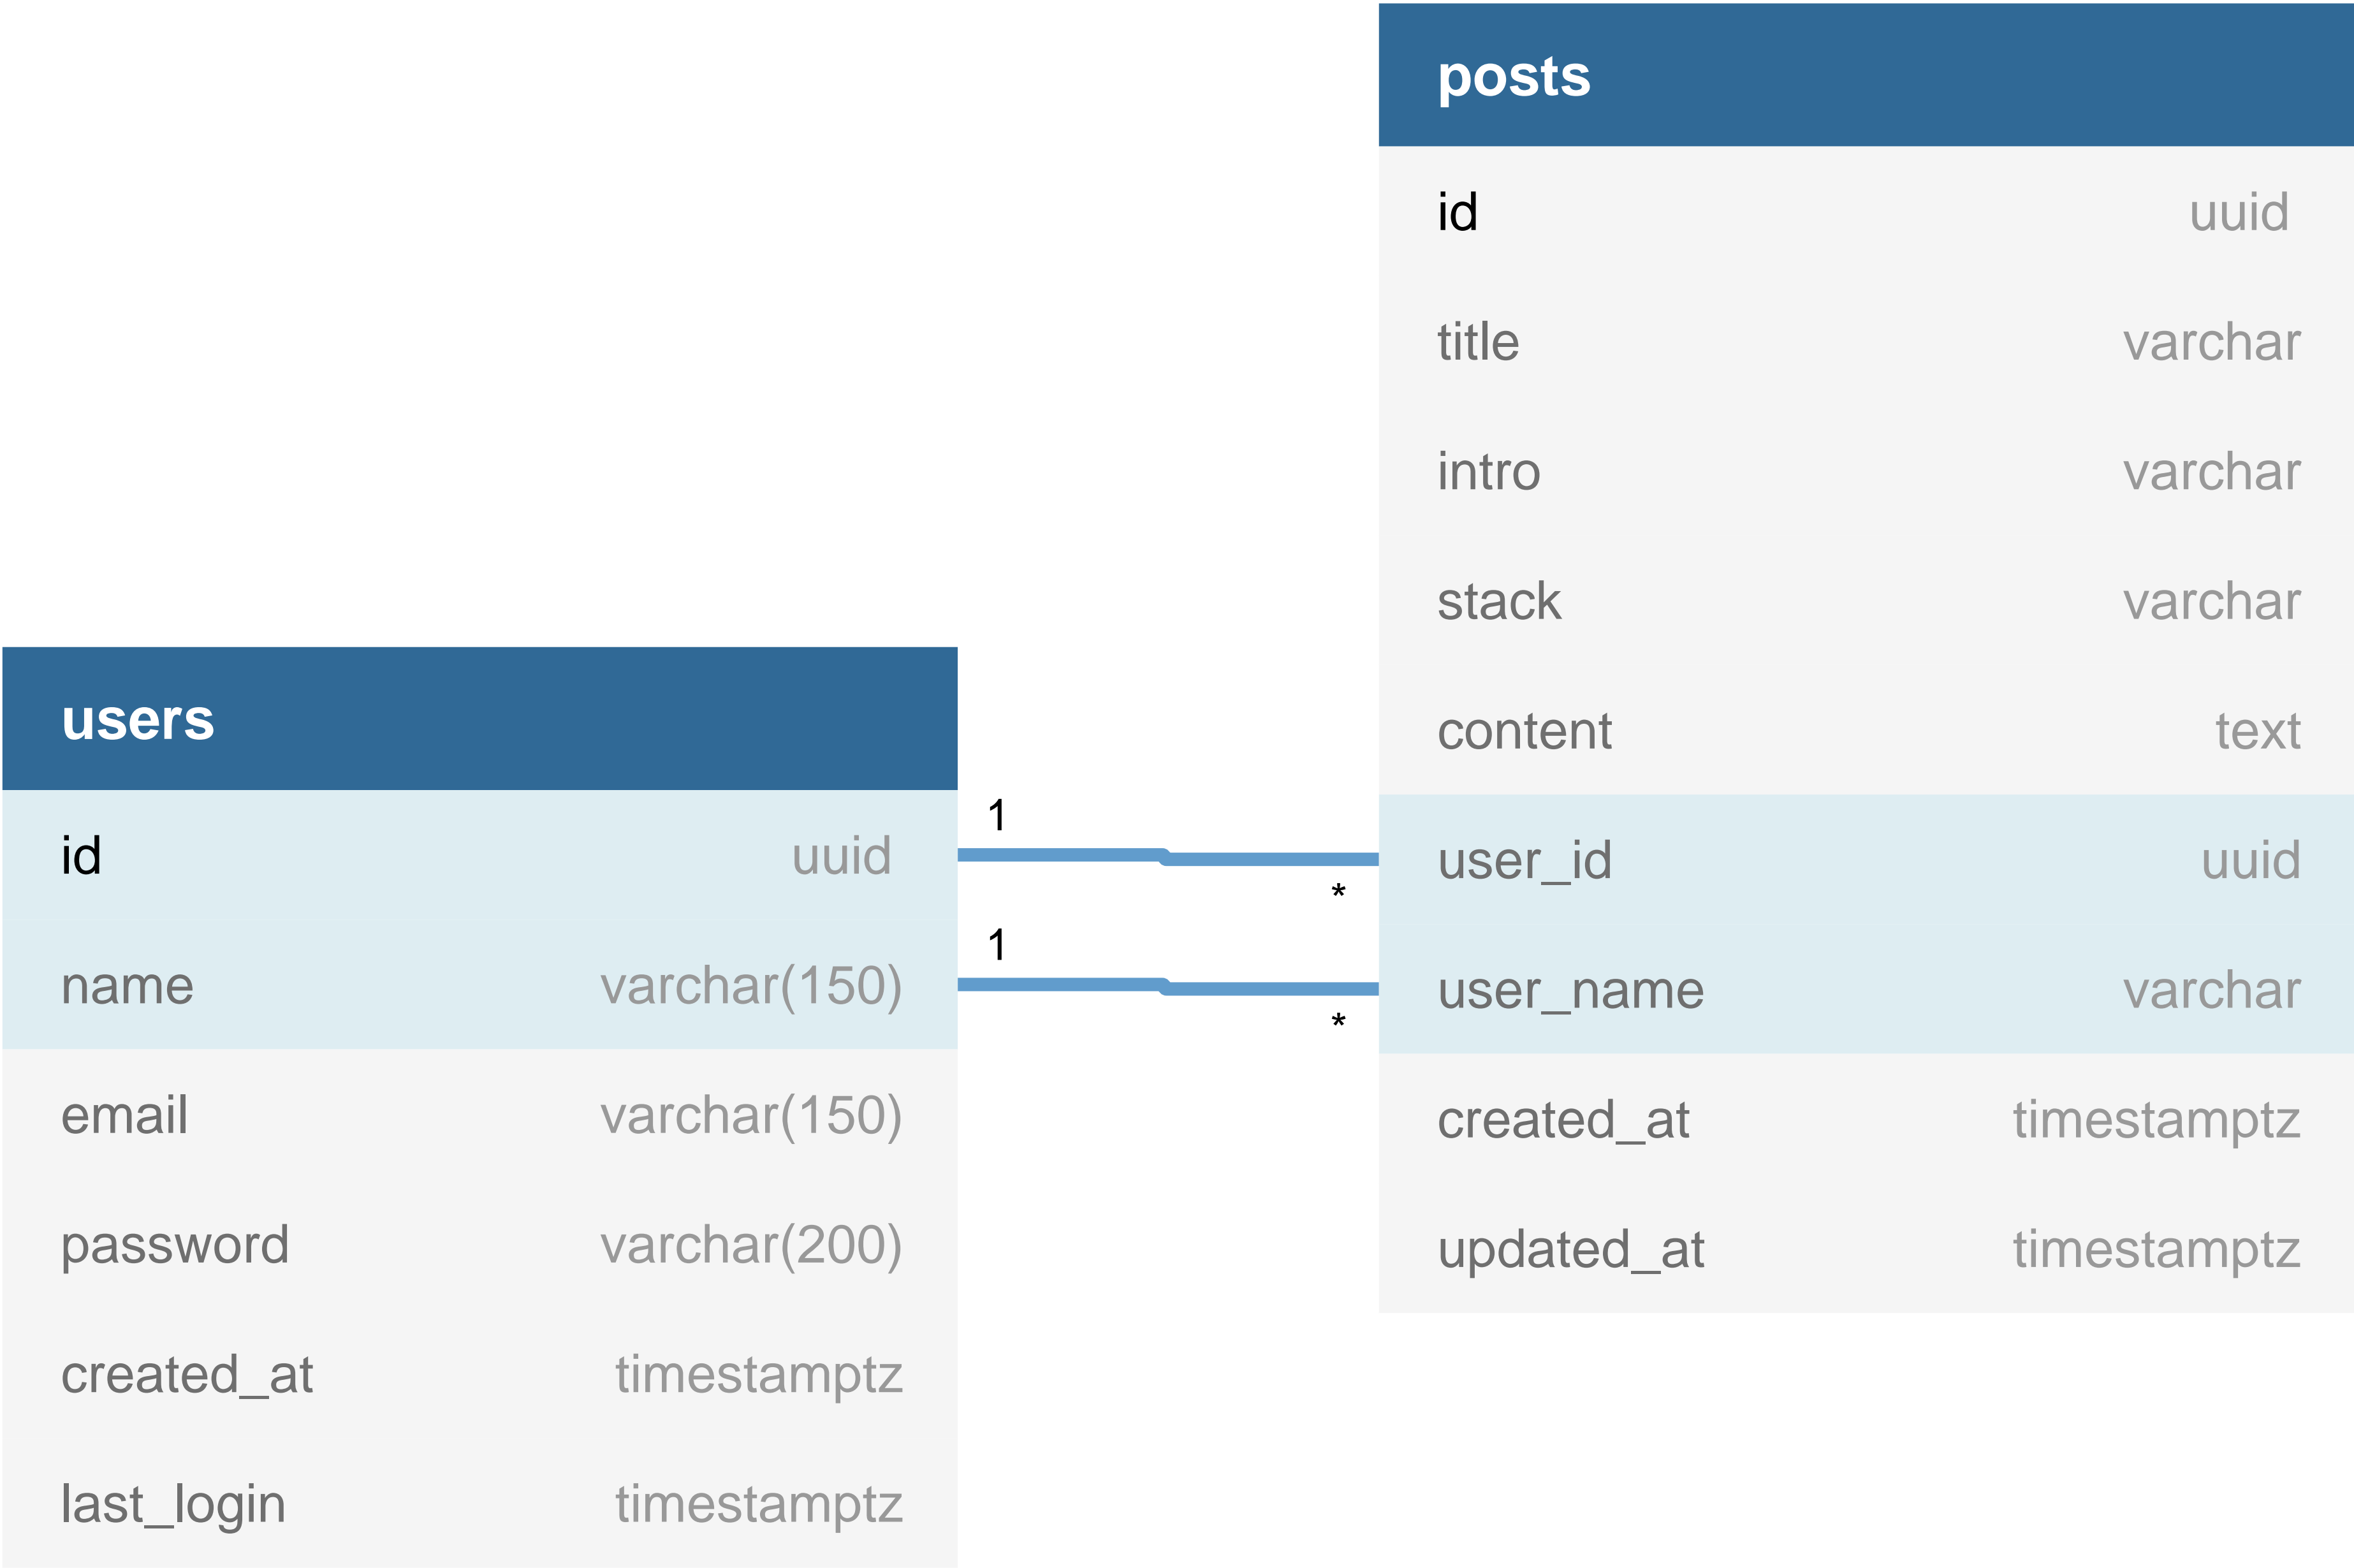 posts
id uuid
title varchar
intro varchar
stack varchar
content text
user_id uuid
user_name varchar
created_at timestamptz
updated_at timestamptz
users
id uuid
name varchar(150)
email varchar(150)
password varchar(200)
created_at timestamptz
last_login timestamptz
1
*
1
*